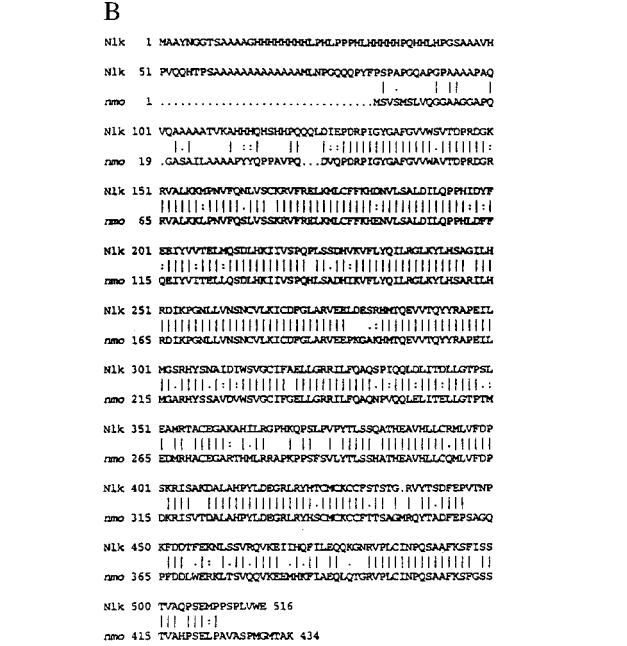 B
Nlk 1 MAAYNGGTSAAAAGHHHHHHHHLPHLPPPHLHHHHHPQHHLHPGSAAAVH
Nlk 51 PVQQHTPSAAAAAAAAAAAAAMLNPGQQQPYFPSPAPGQAPGPAAAAPAQ
nmo 1 ................................MSVSMSLVQGGAAGGAPQ
Nlk 101 VQAAAAATVKAHHHQHSHHPQQQLDIEPDRPIGYGAFGVVWSVTDPRDGK
nmo 19 .GASAILAAAAPYYQPPAVPQ...DVQPDRPIGYGAFGVVWAVTDPRDGR
Nlk 151 RVALKKMPNVFQNLVSCKRVFRELKMLCFFKHDNVLSALDILQPPHIDYF
nmo 65 RVALKKLPNVFQSLVSSKRVFRELKMLCFFKHENVLSALDILQPPHLDFF
Nlk 201 EEIYVVTELMQSDLHKIIVSPQPLSSDHVKVFLYQILRGLKYLHSAGILH
nmo 115 QEIYVITELLQSDLHKIIVSPQHLSADHIKVFLYQILRGLKYLHSARILH
Nlk 251 RDIKPGNLLVNSNCVLKICDFGLARVEELDESRHMTQEVVTQYYRAPEIL
nmo 165 RDIKPGNLLVNSNCVLKICDFGLARVEEPKGAKHMTQEVVTQYYRAPEIL
Nlk 301 MGSRHYSNAIDIWSVGCIFAELLGRRILFQAQSPIQQLDLITDLLGTPSL
nmo 215 MGARHYSSAVDVWSVGCIFGELLGRRILFQAQNPVQQLELITELLGTPTM
Nlk 351 EAMRTACEGAKAHILRGPHKQPSLPVLYTLSSQATHEAVHLLCRMLVFDP
nmo 265 EDMRHACEGARTHMLRRAPKPPSFSVLYTLSSHATHEAVHLLCQMLVFDP
Nlk 401 SKRISAKDALAHPYLDEGRLRYHTCMCKCCFSTSTG.RVYTSDFEPVTNP
nmo 315 DKRISVTDALAHPYLDEGRLRYHSCMCKCCFTTSAGMRQYTADFEPSAGQ
Nlk 450 KFDDTFEKNLSSVRQVKEIIHQFILEQQKGNRVPLCINPQSAAFKSFISS
nmo 365 PFDDLWERKLTSVQQVKEEMHKFIAEQLQTGRVPLCINPQSAAFKSFGSS
Nlk 500 TVAQPSEMPPSPLVWE 516
nmo 415 TVAHPSELPAVASPMGMTAK 434